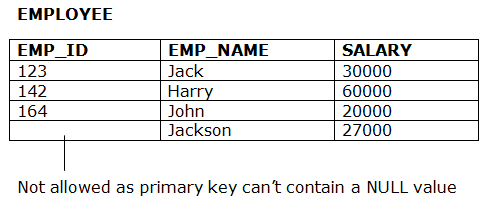 EMPLOYEE
EMP_ID EMP_NAME SALARY
123 Jack 30000
142 Harry 60000
164 John 20000
Jackson 27000
Not allowed as primary key can't contain a NULL value